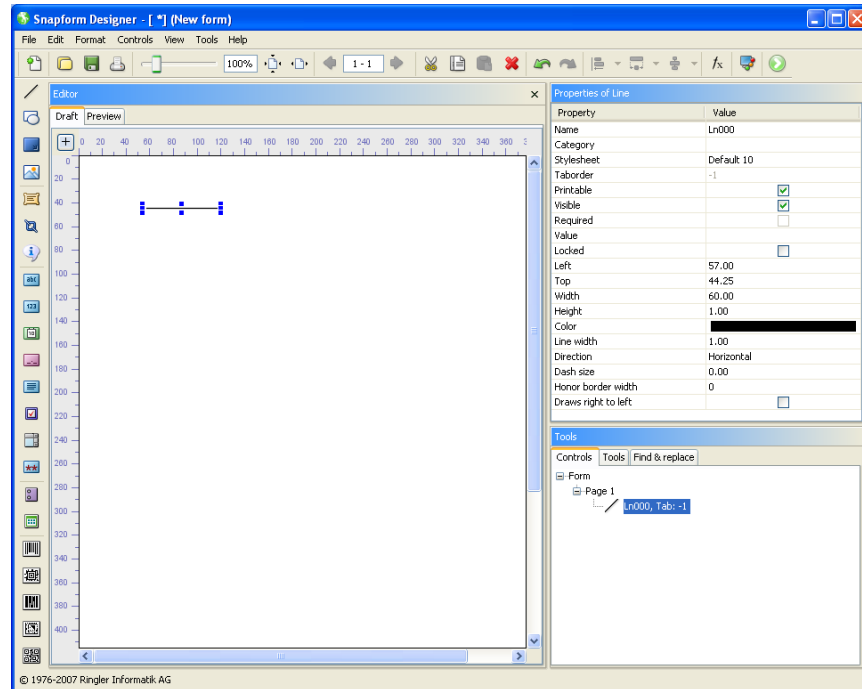 Snapform Designer - [ *] (New form)
File Edit Format Controls View Tools Help
100% 1 - 1 fx
Editor
Draft Preview
0 20 40 60 80 100 120 140 160 180 200 220 240 260 280 300 320 340 360 3
0
20
40
60
80
100
120
140
160
180
200
220
240
260
280
300
320
340
360
380
400
ab(
123
10
Properties of Line
Property Value
Name Ln000
Category
Stylesheet Default 10
Taborder -1
Printable
Visible
Required
Value
Locked
Left 57.00
Top 44.25
Width 60.00
Height 1.00
Color
Line width 1.00
Direction Horizontal
Dash size 0.00
Honor border width 0
Draws right to left
Tools
Controls Tools Find & replace
Form
Page 1
Ln000, Tab: -1
© 1976-2007 Ringler Informatik AG